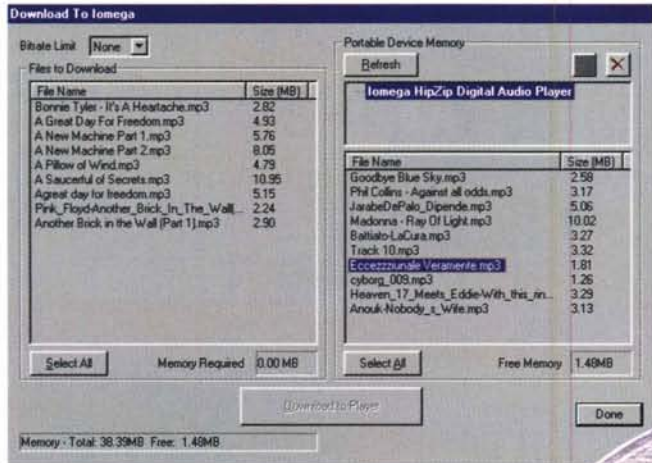 Download To Iomega
Bitrate Limit None
Files to Download
File Name Size (MB)
Bonnie Tyler - It's A Heartache.mp3 2.82
A Great Day For Freedom.mp3 4.93
A New Machine Part 1.mp3 5.76
A New Machine Part 2.mp3 8.05
A Pillow of Wind.mp3 4.79
A Saucerful of Secrets.mp3 10.95
Agreat day for freedom.mp3 5.15
Pink_Floyd-Another_Brick_In_The_Wall(... 2.24
Another Brick in the Wall (Part 1).mp3 2.90
Select All Memory Required 0.00 MB
Portable Device Memory
Refresh
Iomega HipZip Digital Audio Player
File Name Size (MB)
Goodbye Blue Sky.mp3 2.58
Phil Collins - Against all odds.mp3 3.17
JarabeDePalo_Dipende.mp3 5.06
Madonna - Ray Of Light.mp3 10.02
Battiato-LaCura.mp3 3.27
Track 10.mp3 3.32
Eccezzziunale Veramente.mp3 1.81
cyborg_009.mp3 1.26
Heaven_17_Meets_Eddie-With_this_rin... 3.29
Anouk-Nobody_s_Wife.mp3 3.13
Select All Free Memory 1.48MB
Download to Player
Done
Memory - Total: 38.39MB Free: 1.48MB